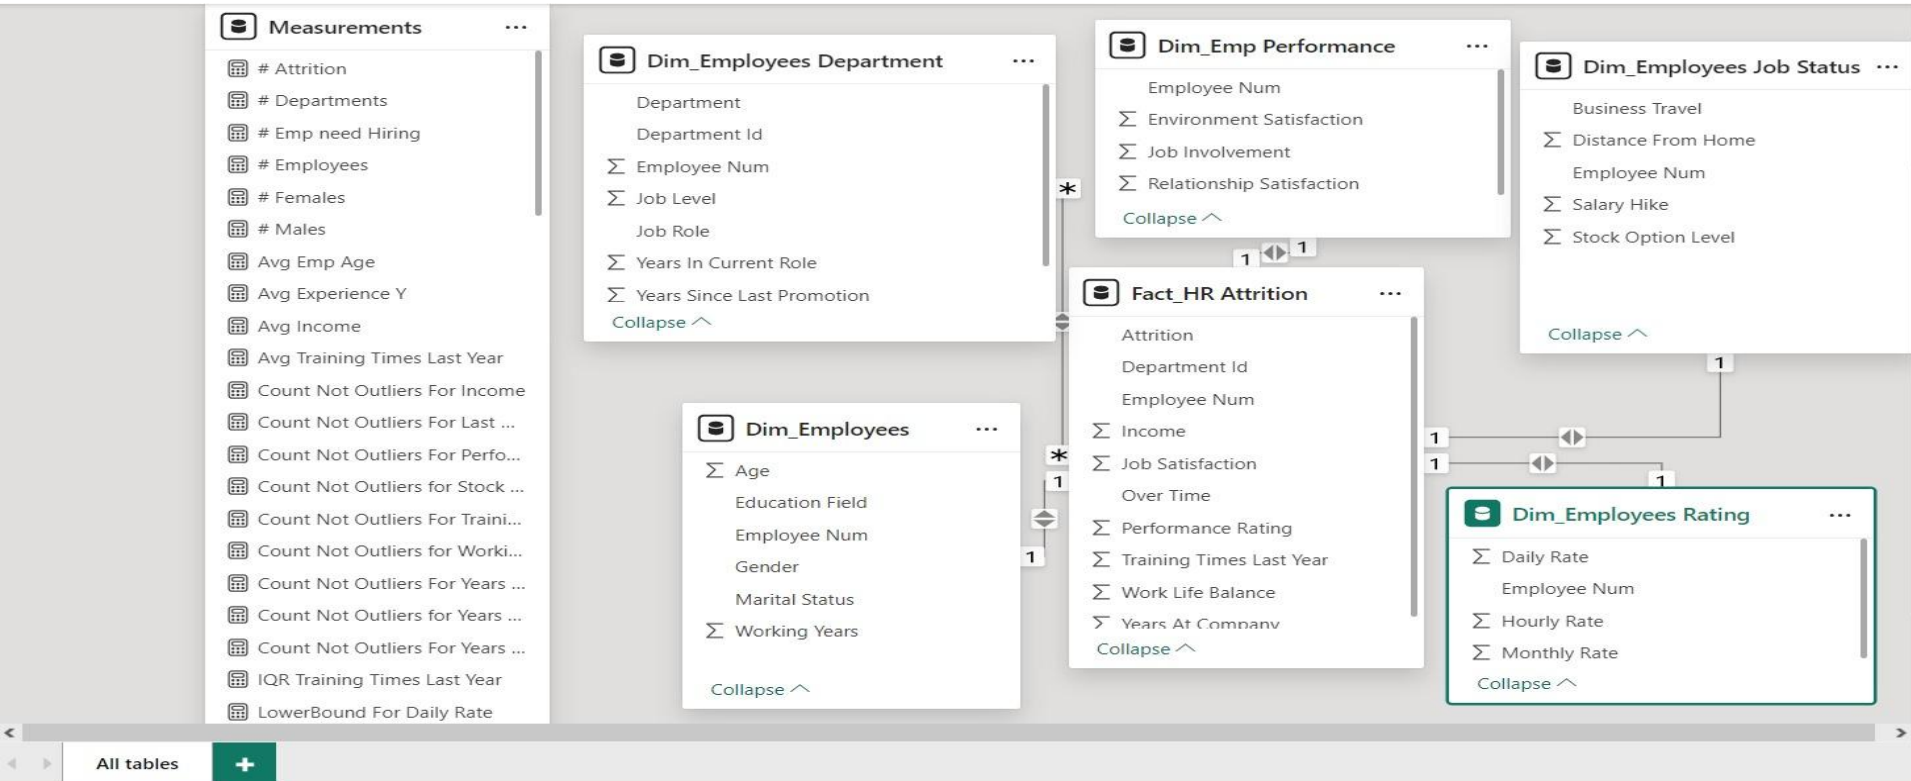 Measurements ...
# Attrition
# Departments
# Emp need Hiring
# Employees
# Females
# Males
Avg Emp Age
Avg Experience Y
Avg Income
Avg Training Times Last Year
Count Not Outliers For Income
Count Not Outliers For Last ...
Count Not Outliers For Perfo...
Count Not Outliers for Stock ...
Count Not Outliers For Traini...
Count Not Outliers for Worki...
Count Not Outliers For Years ...
Count Not Outliers for Years ...
Count Not Outliers For Years ...
IQR Training Times Last Year
LowerBound For Daily Rate
Dim_Employees Department ...
Department
Department Id
Σ Employee Num
Σ Job Level
Job Role
Σ Years In Current Role
Σ Years Since Last Promotion
Collapse
*
Dim_Emp Performance ...
Employee Num
Σ Environment Satisfaction
Σ Job Involvement
Σ Relationship Satisfaction
Collapse
1 1
Dim_Employees Job Status ...
Business Travel
Σ Distance From Home
Employee Num
Σ Salary Hike
Σ Stock Option Level
Collapse
1
Dim_Employees ...
Σ Age
Education Field
Employee Num
Gender
Marital Status
Σ Working Years
Collapse
*
1
1
Fact_HR Attrition ...
Attrition
Department Id
Employee Num
Σ Income
Σ Job Satisfaction
Over Time
Σ Performance Rating
Σ Training Times Last Year
Σ Work Life Balance
Σ Years At Company
Collapse
1
1
1
Dim_Employees Rating ...
Σ Daily Rate
Employee Num
Σ Hourly Rate
Σ Monthly Rate
Collapse
All tables +